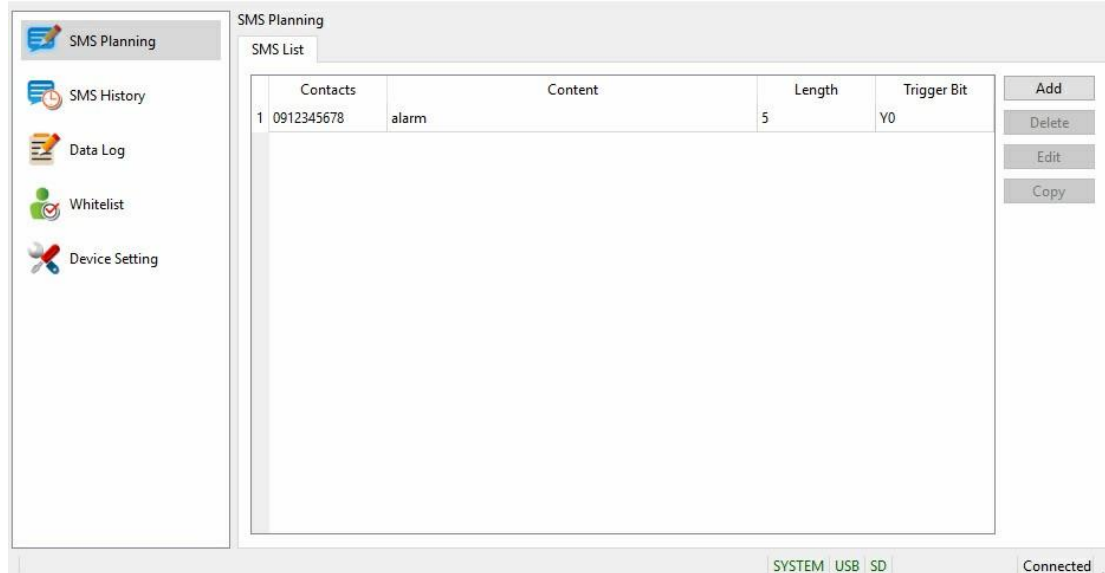 SMS Planning
SMS History
Data Log
Whitelist
Device Setting
SMS Planning
SMS List
Contacts Content Length Trigger Bit
1 0912345678 alarm 5 Y0
Add
Delete
Edit
Copy
SYSTEM USB SD Connected